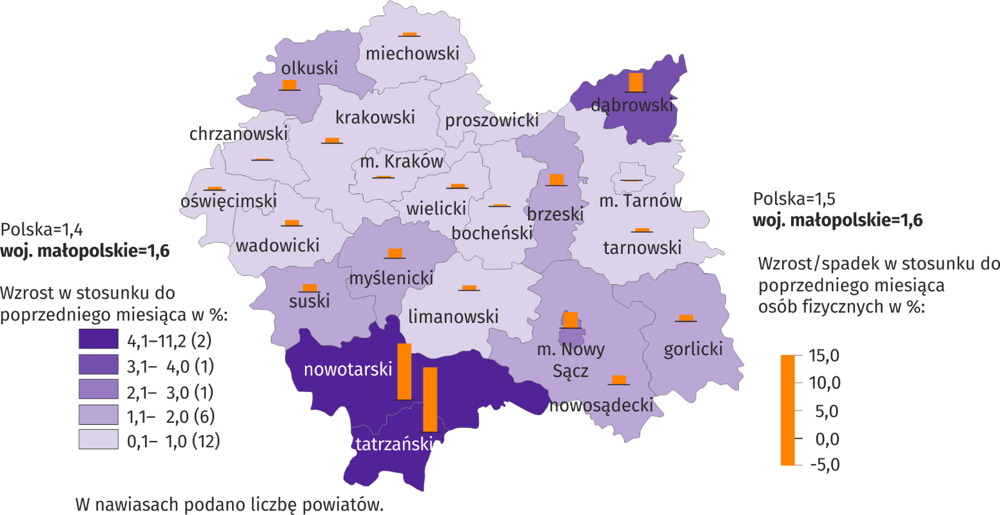 miechowski
olkuski
dąbrowski
krakowski
proszowicki
chrzanowski
m. Kraków
oświęcimski
wielicki
bocheński
brzeski
m. Tarnów
tarnowski
wadowicki
myślenicki
suski
limanowski
m. Nowy
Sącz
gorlicki
nowotarski
nowosądecki
tatrzański
Polska=1,4
woj. małopolskie=1,6
Wzrost w stosunku do
poprzedniego miesiąca w %:
4,1–11,2 (2)
3,1– 4,0 (1)
2,1– 3,0 (1)
1,1– 2,0 (6)
0,1– 1,0 (12)
Polska=1,5
woj. małopolskie=1,6
Wzrost/spadek w stosunku do
poprzedniego miesiąca
osób fizycznych w %:
15,0
10,0
5,0
0,0
-5,0
W nawiasach podano liczbę powiatów.